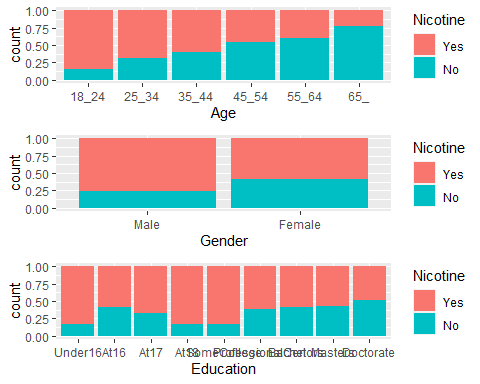 Nicotine
Yes
No
count
1.00
0.75
0.50
0.25
0.00
18_24 25_34 35_44 45_54 55_64 65_
Age
Nicotine
Yes
No
count
1.00
0.75
0.50
0.25
0.00
Male Female
Gender
Nicotine
Yes
No
count
1.00
0.75
0.50
0.25
0.00
Under16 At16 At17 At18 Masters Doctorate
Education